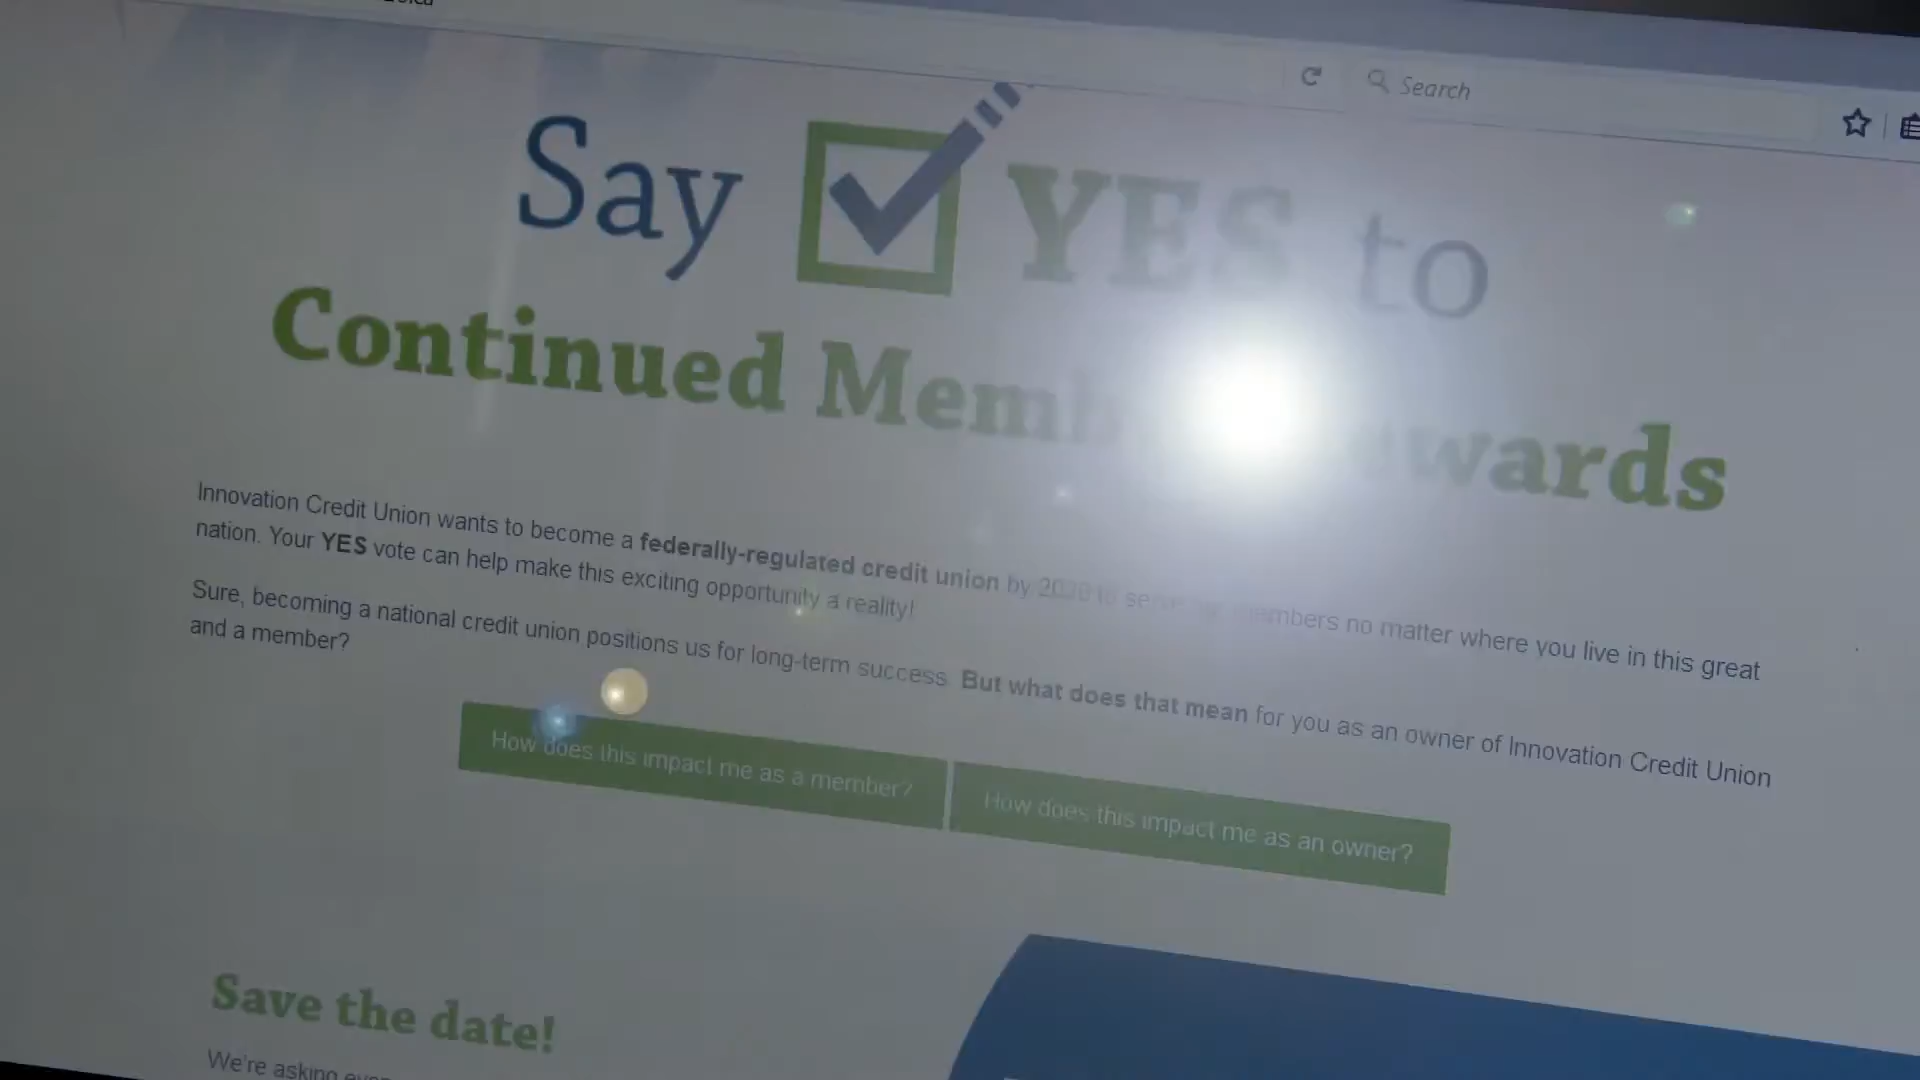 Search
Say YES to
Continued Mem wards
Innovation Credit Union wants to become a federally-regulated credit union by 2020 to serve our members no matter where you live in this great
nation. Your YES vote can help make this exciting opportunity a reality!
Sure, becoming a national credit union positions us for long-term success. But what does that mean for you as an owner of Innovation Credit Union
and a member?
How does this impact me as a member?
How does this impact me as an owner?
Save the date!
We're asking